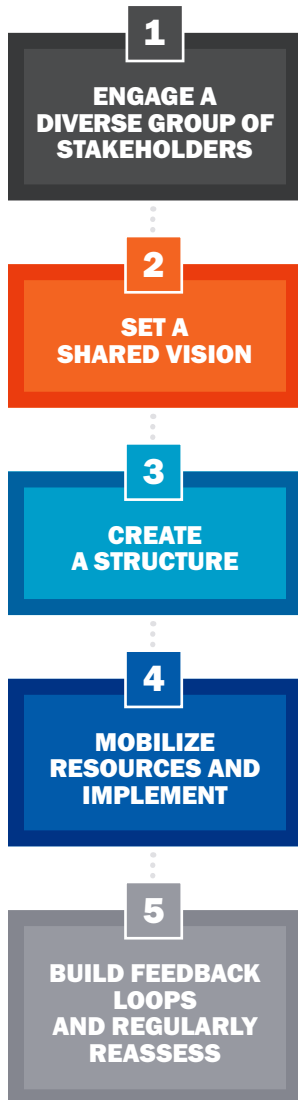 1
ENGAGE A
DIVERSE GROUP OF
STAKEHOLDERS
2
SET A
SHARED VISION
3
CREATE
A STRUCTURE
4
MOBILIZE
RESOURCES AND
IMPLEMENT
5
BUILD FEEDBACK
LOOPS
AND REGULARLY
REASSESS